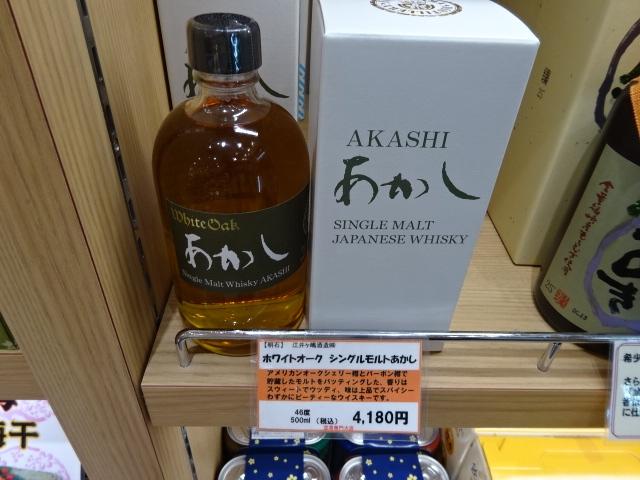 AKASHI
あかし
SINGLE MALT
JAPANESE WHISKY
White Oak
あかし
Single Malt Whisky AKASHI
【明石】 江井ヶ嶋酒造㈱
ホワイトオーク シングルモルトあかし
アメリカンオークシェリー樽とバーボン樽で
貯蔵したモルトをバッティングした、香りは
スウィートでウッディ、味は上品でスパイシー
わずかにピーティーなウイスキーです。
46度
500ml (税込) 4,180円
梅干